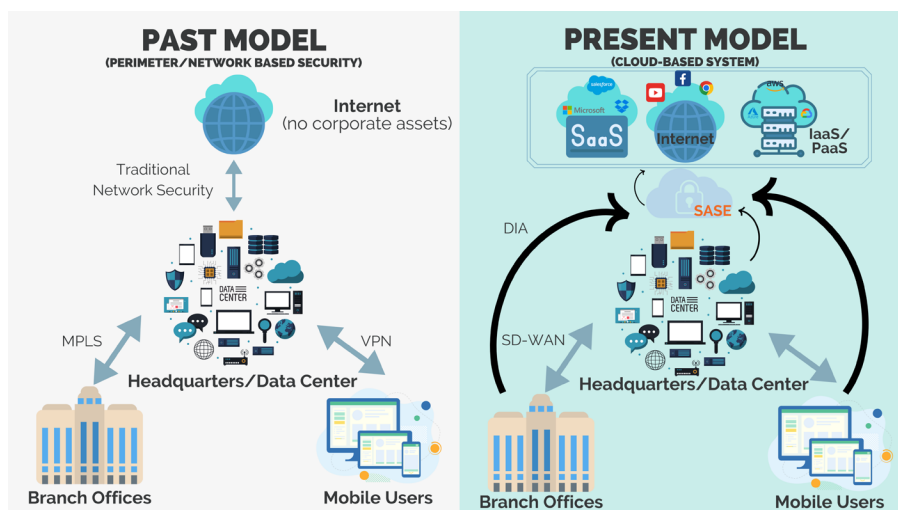 PAST MODEL
(PERIMETER/NETWORK BASED SECURITY)
Internet
(no corporate assets)
Traditional
Network Security
DATA
CENTER
MPLS
VPN
Headquarters/Data Center
Branch Offices
Mobile Users
PRESENT MODEL
(CLOUD-BASED SYSTEM)
salesforce
Microsoft
SaaS
Internet
aws
IaaS/
PaaS
SASE
DIA
DATA
CENTER
SD-WAN
Headquarters/Data Center
Branch Offices
Mobile Users